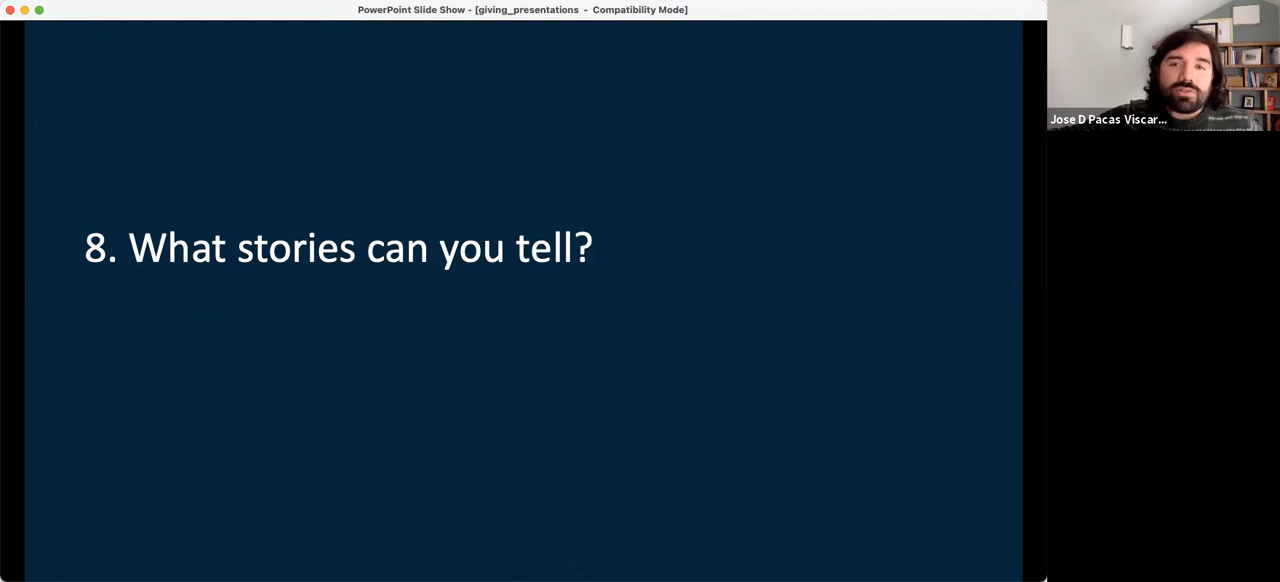 PowerPoint Slide Show - [giving_presentations - Compatibility Mode]
Jose D Pacas Viscar...
8. What stories can you tell?